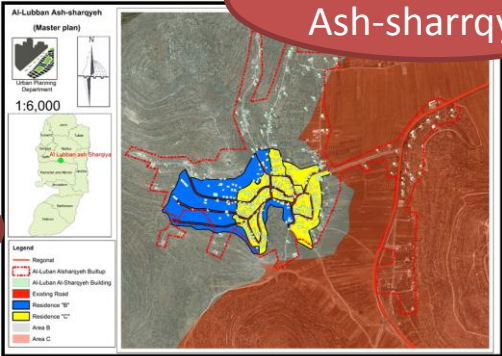 Ash-sharrqy
Al-Lubban Ash-sharqyeh
(Master plan)
N
Urban Planning
Department
1:6,000
Al-Lubban ash Sharqiya
Legend
Regonal
Al-Luban Alsharqyeh Builtup
Al-Luban Al-Sharqyeh Building
Existing Road
Residence "B"
Residence "C"
Area B
Area C